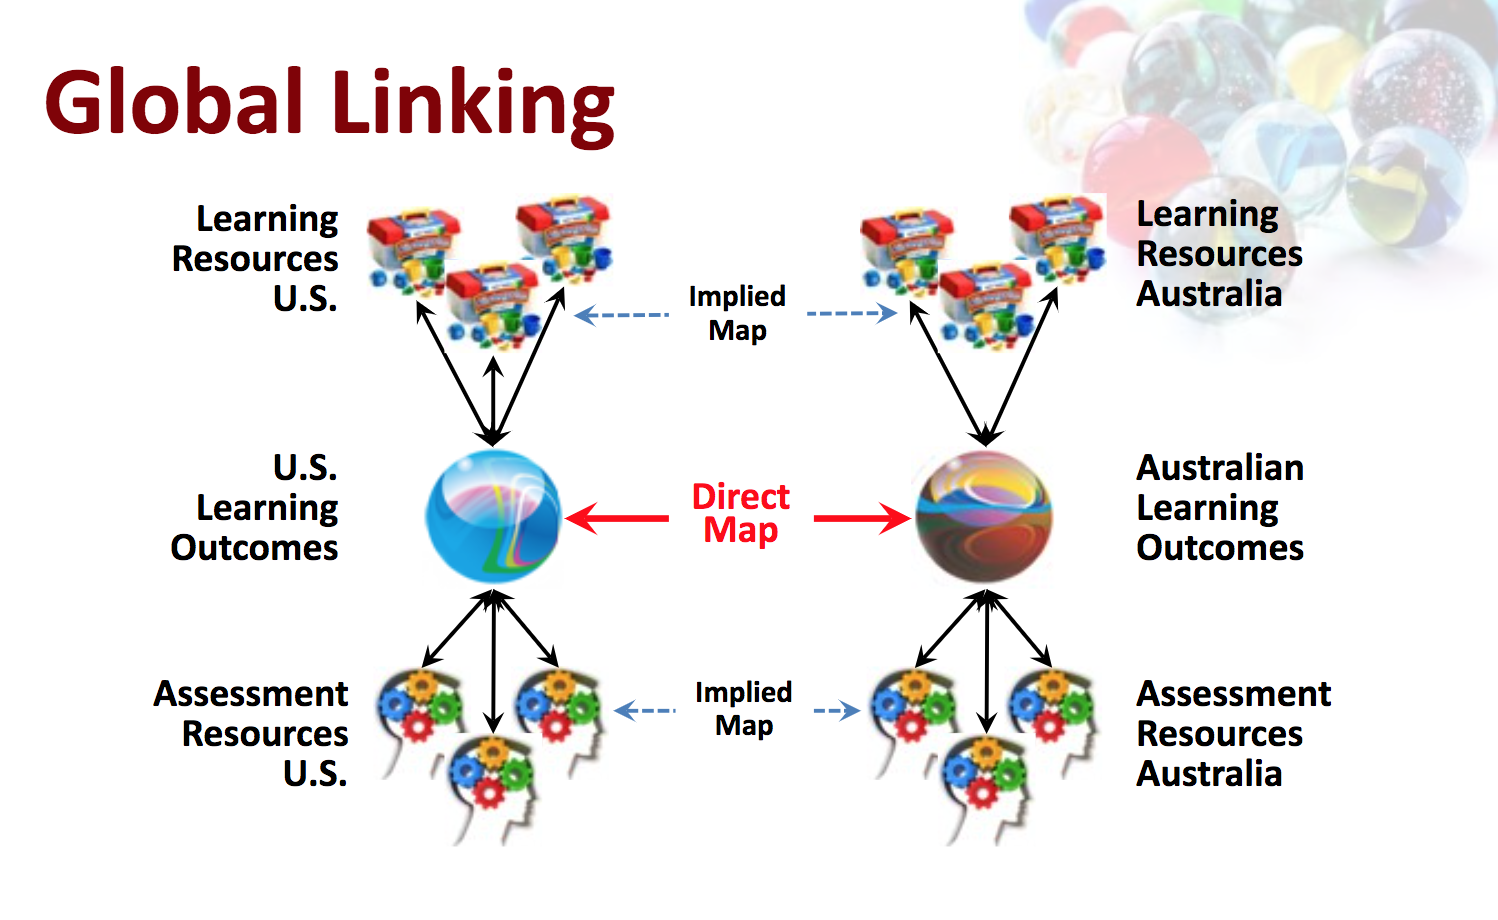 Global Linking
Learning
Resources
U.S.
Implied
Map
Learning
Resources
Australia
U.S.
Learning
Outcomes
Direct
Map
Australian
Learning
Outcomes
Assessment
Resources
U.S.
Implied
Map
Assessment
Resources
Australia